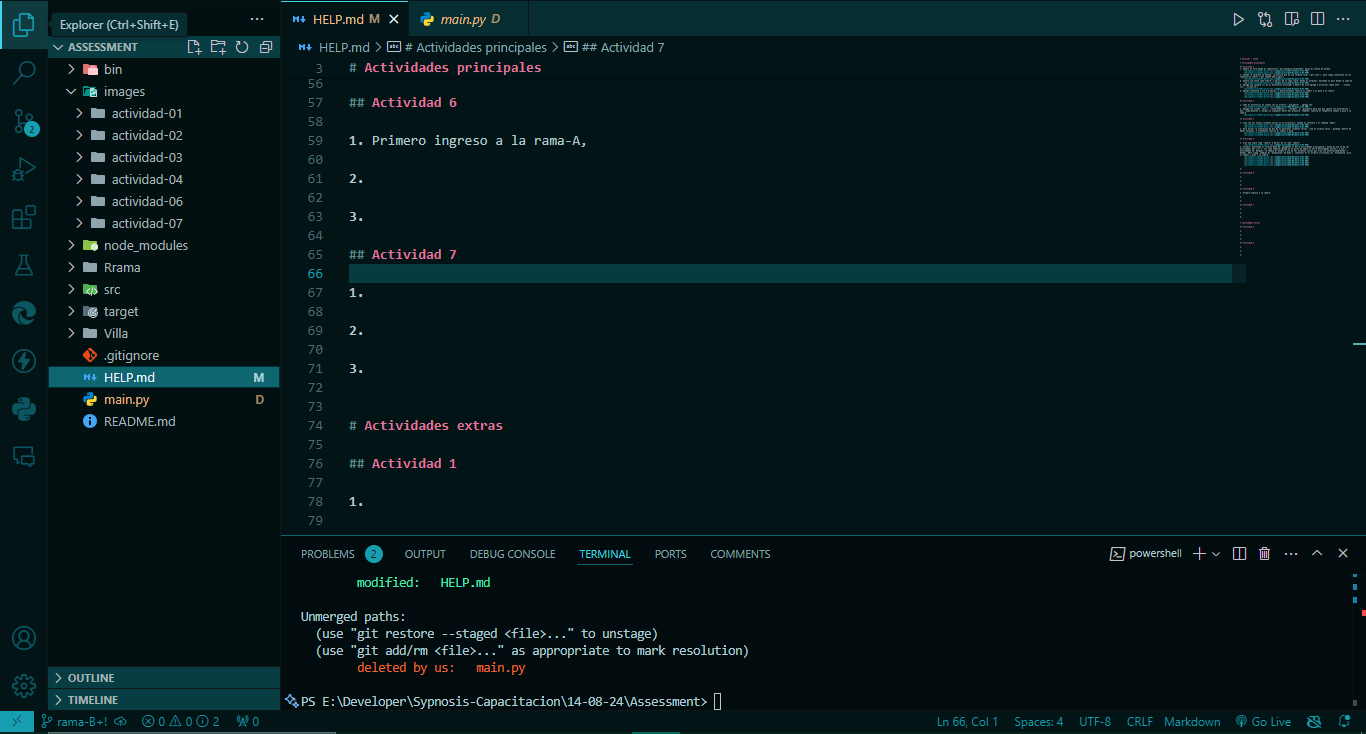 Explorer (Ctrl+Shift+E)
ASSESSMENT
bin
images
actividad-01
actividad-02
actividad-03
actividad-04
actividad-06
actividad-07
node_modules
Rrama
src
target
Villa
.gitignore
HELP.md M
main.py D
README.md
OUTLINE
TIMELINE
2
HELP.md M
main.py D
HELP.md > # Actividades principales > ## Actividad 7
3 # Actividades principales
56
57 ## Actividad 6
58
59 1. Primero ingreso a la rama-A,
60
61 2.
62
63 3.
64
65 ## Actividad 7
66
67 1.
68
69 2.
70
71 3.
72
73
74 # Actividades extras
75
76 ## Actividad 1
77
78 1.
79
PROBLEMS 2 OUTPUT DEBUG CONSOLE TERMINAL PORTS COMMENTS powershell
modified: HELP.md
Unmerged paths:
(use "git restore --staged <file>..." to unstage)
(use "git add/rm <file>..." as appropriate to mark resolution)
deleted by us: main.py
PS E:\Developer\Sypnosis-Capacitacion\14-08-24\Assessment>
rama-B+! 0 0 2 0 Ln 66, Col 1 Spaces: 4 UTF-8 CRLF Markdown Go Live